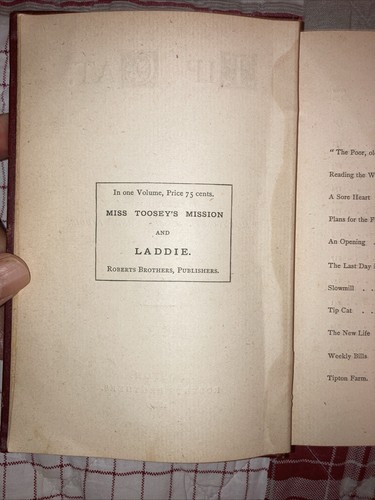 In one Volume, Price 75 cents.
MISS TOOSEY'S MISSION
AND
LADDIE.
ROBERTS BROTHERS, PUBLISHERS.
"The Poor, ol
Reading the W
A Sore Heart
Plans for the F
An Opening .
The Last Day i
Slowmill . .
Tip Cat . .
The New Life
Weekly Bills
Tipton Farm.